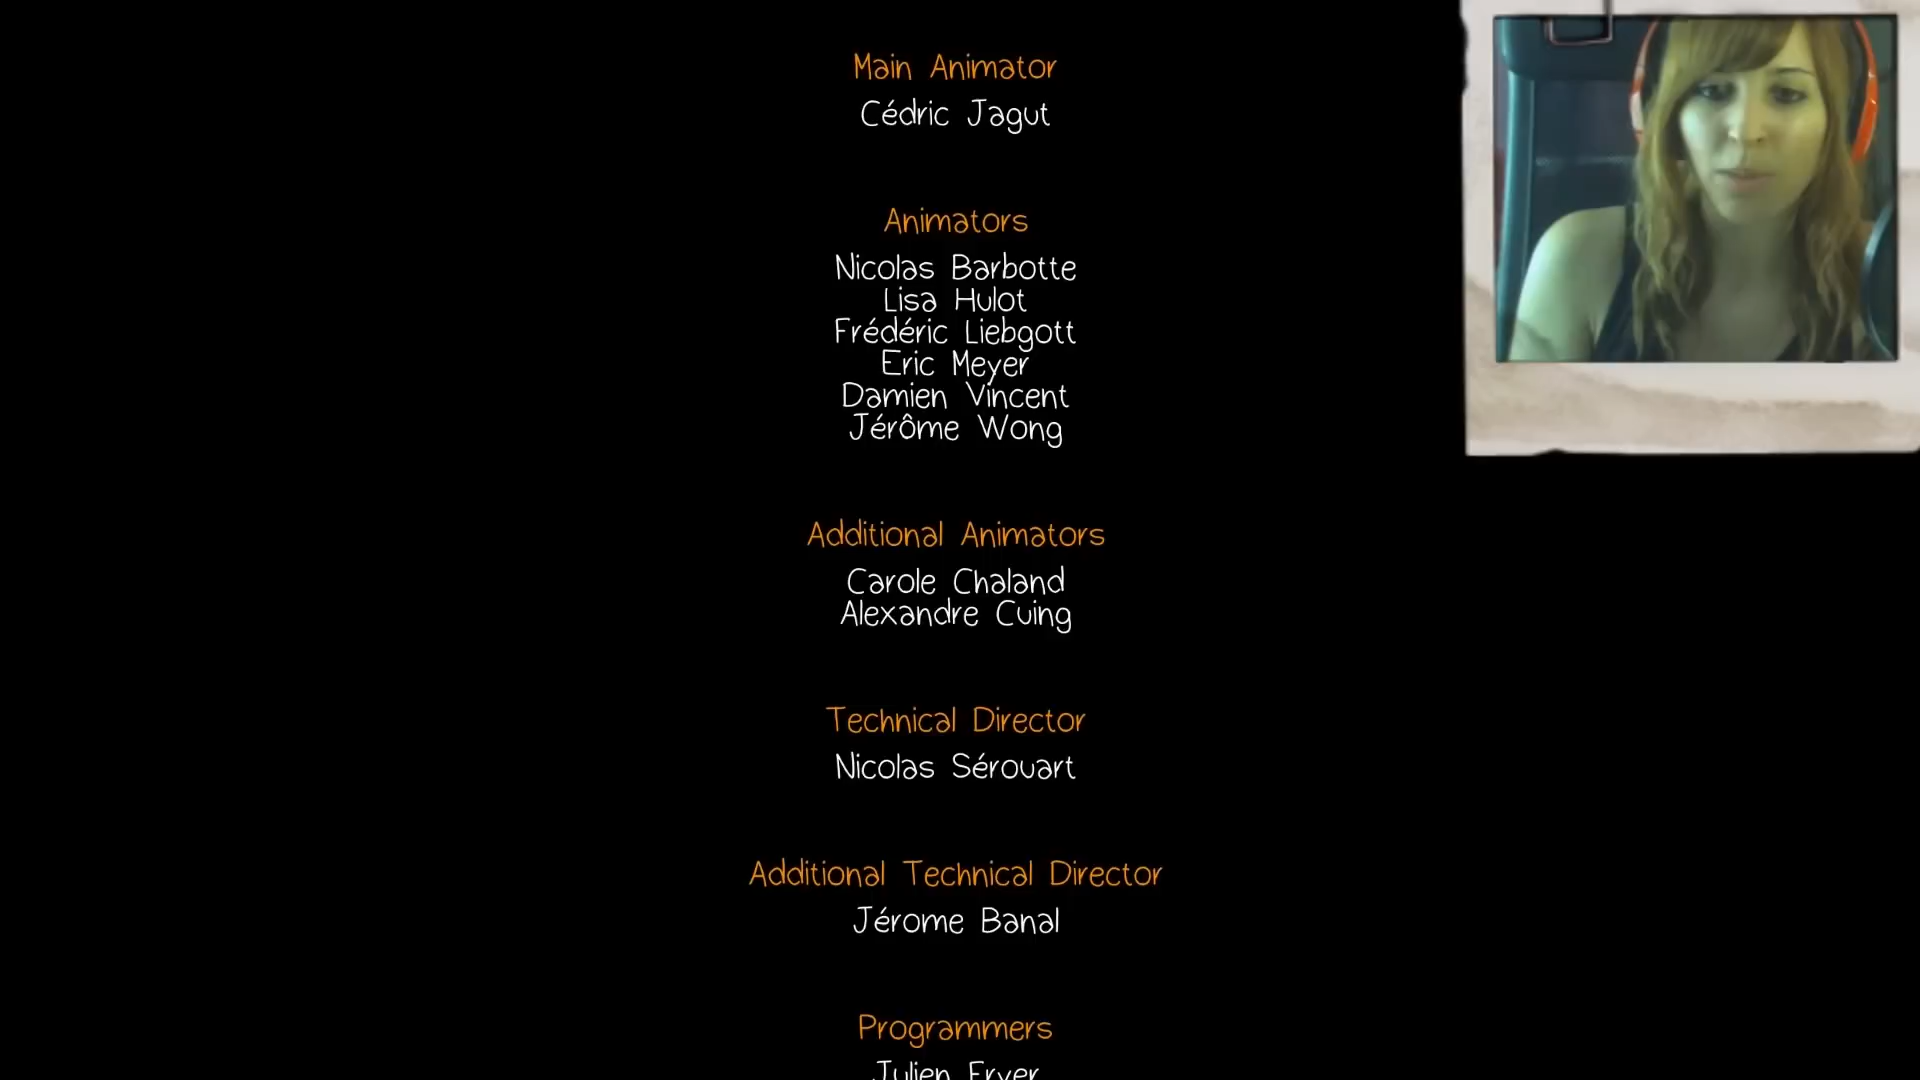 Main Animator
Cédric Jagut
Animators
Nicolas Barbotte
Lisa Hulot
Frédéric Liebgott
Eric Meyer
Damien Vincent
Jérôme Wong
Additional Animators
Carole Chaland
Alexandre Cuing
Technical Director
Nicolas Sérouart
Additional Technical Director
Jérome Banal
Programmers
Julien